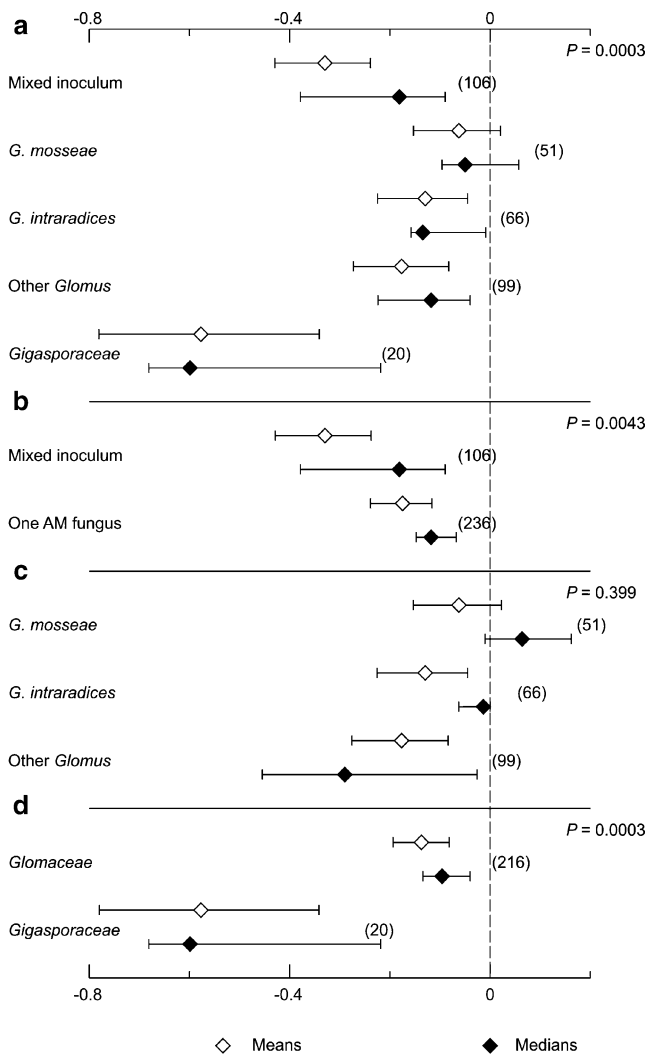 -0.8 -0.4 0
a
P = 0.0003
Mixed inoculum (106)
G. mosseae (51)
G. intraradices (66)
Other Glomus (99)
Gigasporaceae (20)
b
P = 0.0043
Mixed inoculum (106)
One AM fungus (236)
c
P = 0.399
G. mosseae (51)
G. intraradices (66)
Other Glomus (99)
d
P = 0.0003
Glomaceae (216)
Gigasporaceae (20)
-0.8 -0.4 0
Means Medians